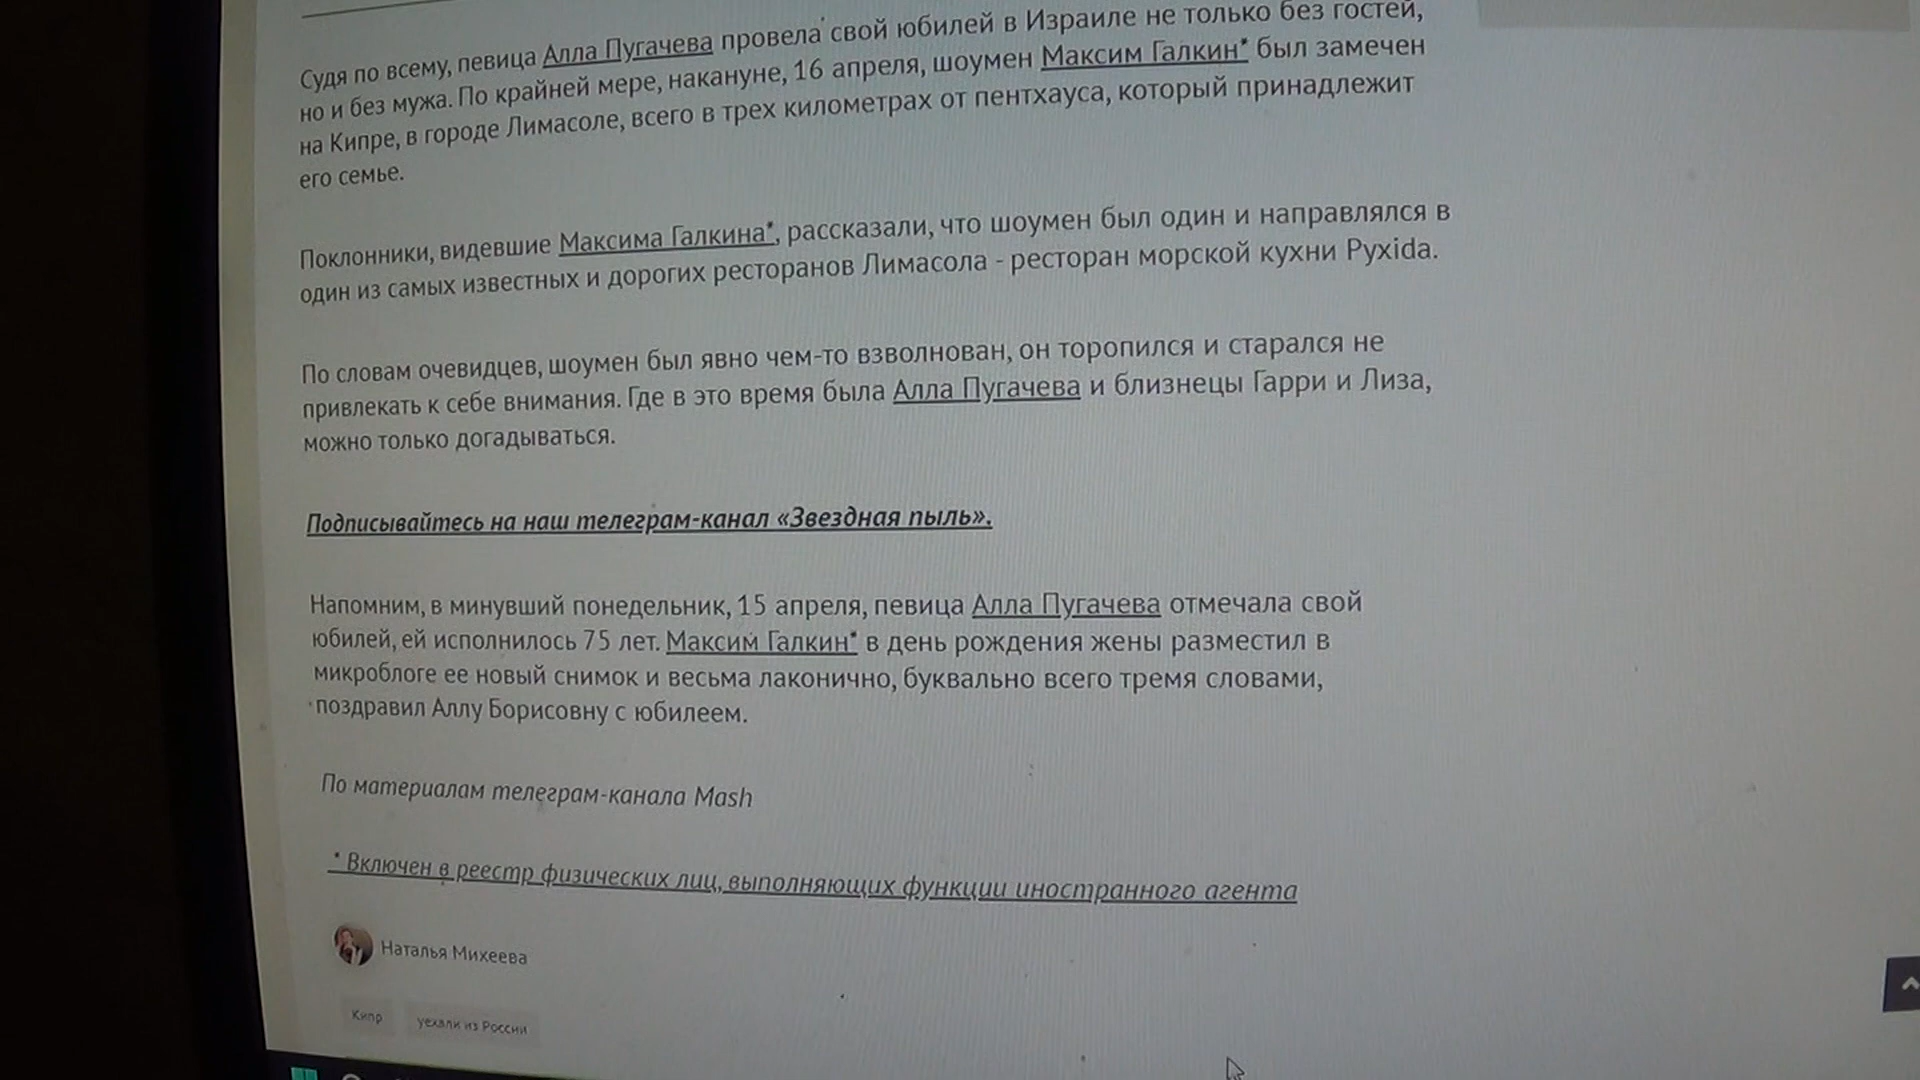 Судя по всему, певица Алла Пугачева провела свой юбилей в Израиле не только без гостей,
но и без мужа. По крайней мере, накануне, 16 апреля, шоумен Максим Галкин* был замечен
на Кипре, в городе Лимасоле, всего в трех километрах от пентхауса, который принадлежит
его семье.
Поклонники, видевшие Максима Галкина*, рассказали, что шоумен был один и направлялся в
один из самых известных и дорогих ресторанов Лимасола - ресторан морской кухни Pyxida.
По словам очевидцев, шоумен был явно чем-то взволнован, он торопился и старался не
привлекать к себе внимания. Где в это время была Алла Пугачева и близнецы Гарри и Лиза,
можно только догадываться.
Подписывайтесь на наш телеграм-канал «Звездная пыль».
Напомним, в минувший понедельник, 15 апреля, певица Алла Пугачева отмечала свой
юбилей, ей исполнилось 75 лет. Максим Галкин* в день рождения жены разместил в
микроблоге ее новый снимок и весьма лаконично, буквально всего тремя словами,
поздравил Аллу Борисовну с юбилеем.
По материалам телеграм-канала Mash
* Включен в реестр физических лиц, выполняющих функции иностранного агента
Наталья Михеева
Кипр уехали из России